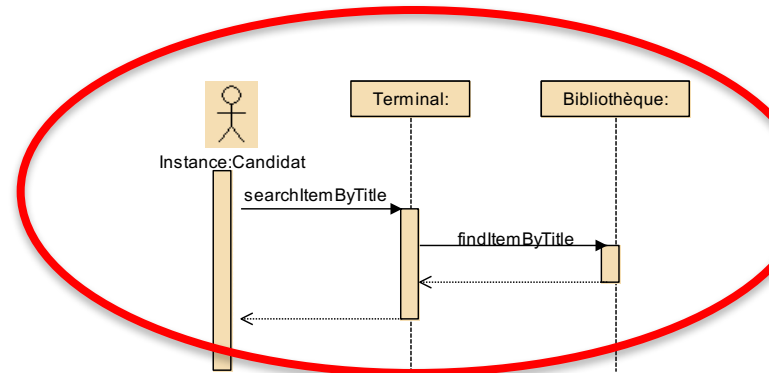 Terminal:
Bibliothèque:
Instance:Candidat
searchItemByTitle
findItemByTitle